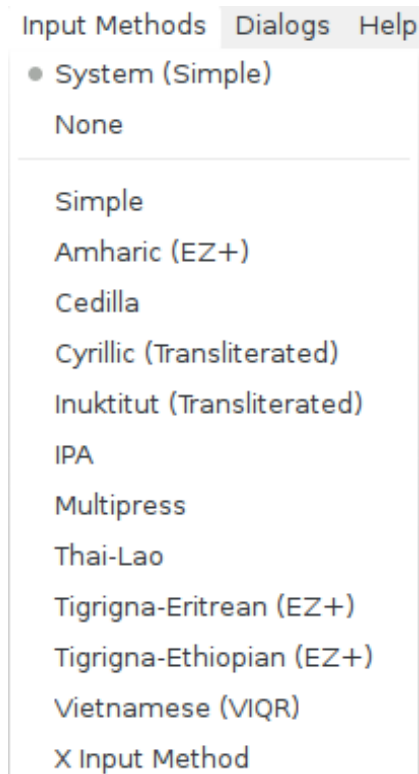 Input Methods Dialogs Help
System (Simple)
None
Simple
Amharic (EZ+)
Cedilla
Cyrillic (Transliterated)
Inuktitut (Transliterated)
IPA
Multipress
Thai-Lao
Tigrigna-Eritrean (EZ+)
Tigrigna-Ethiopian (EZ+)
Vietnamese (VIQR)
X Input Method